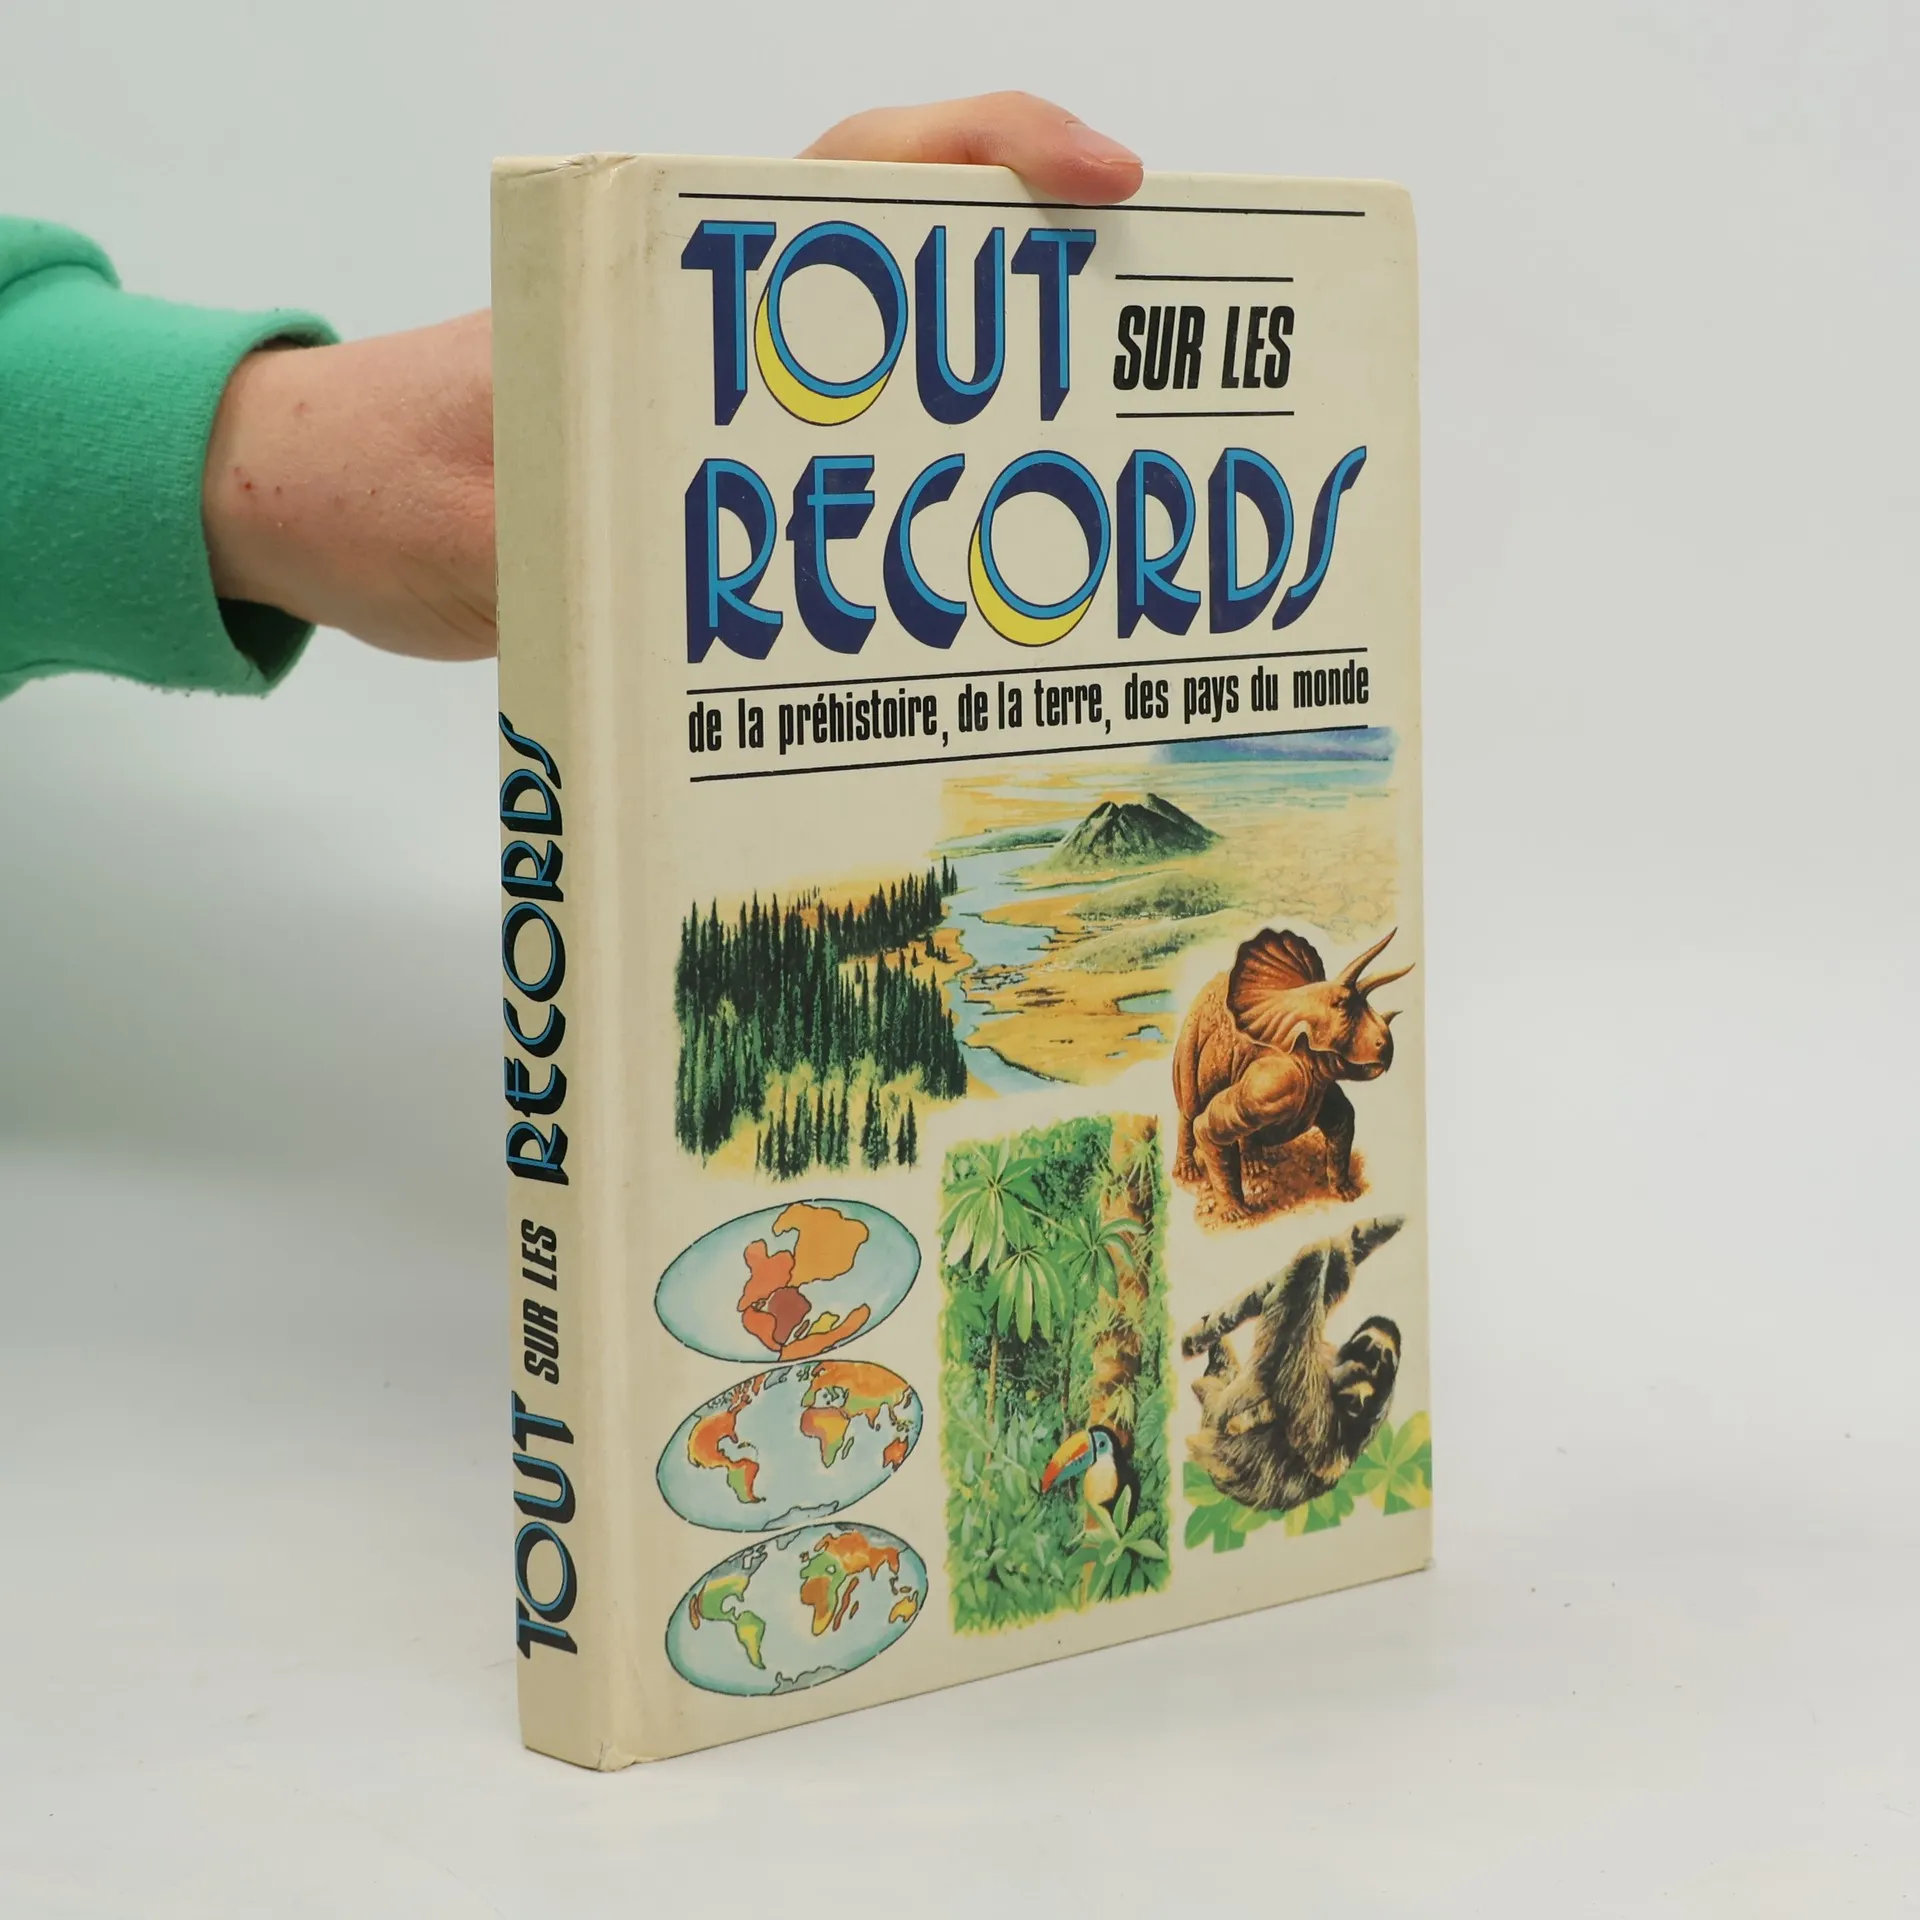 TOUT SUR LES
RECORDS
de la préhistoire, de la terre, des pays du monde
TOUT SUR LES RECORDS